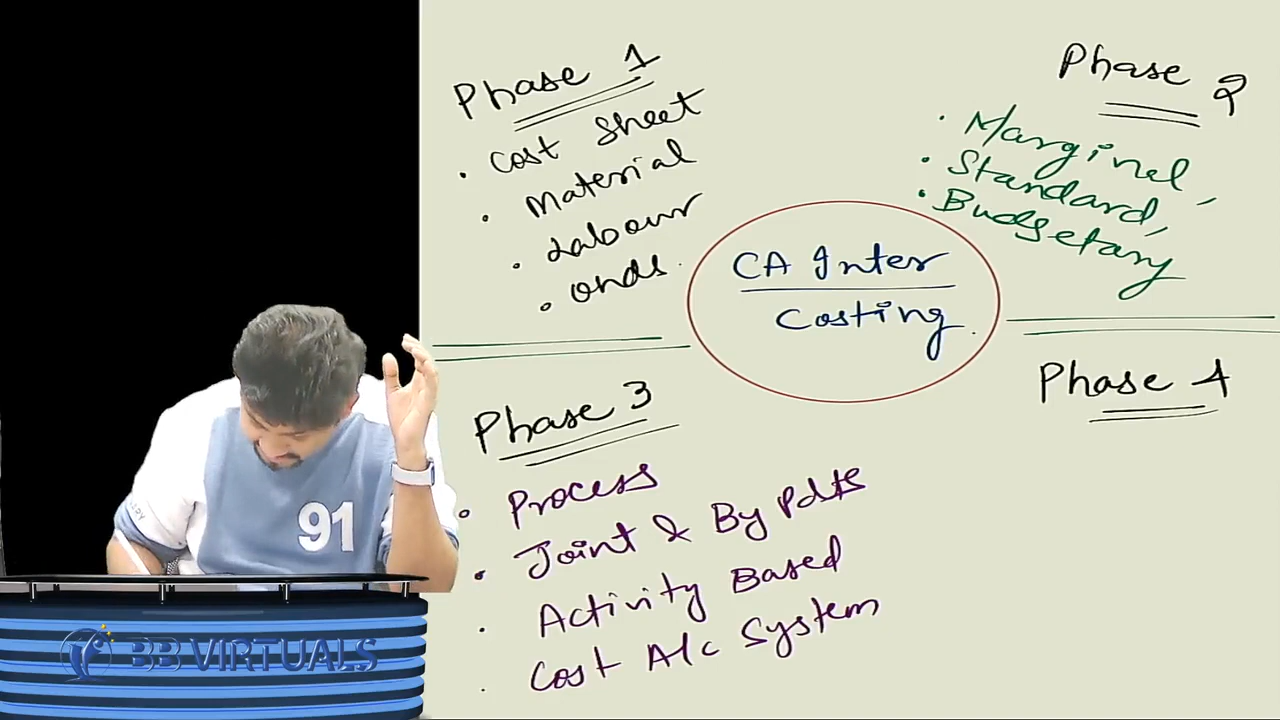 Phase 1
• Cost Sheet
• Material
• Labour
• OHDs.
Phase 2
• Marginal,
• Standard,
• Budgetary
CA Inter
Costing
Phase 3
• Process
• Joint & By Pdts
• Activity Based
• Cost A/c System
Phase 4
91
BB VIRTUALS